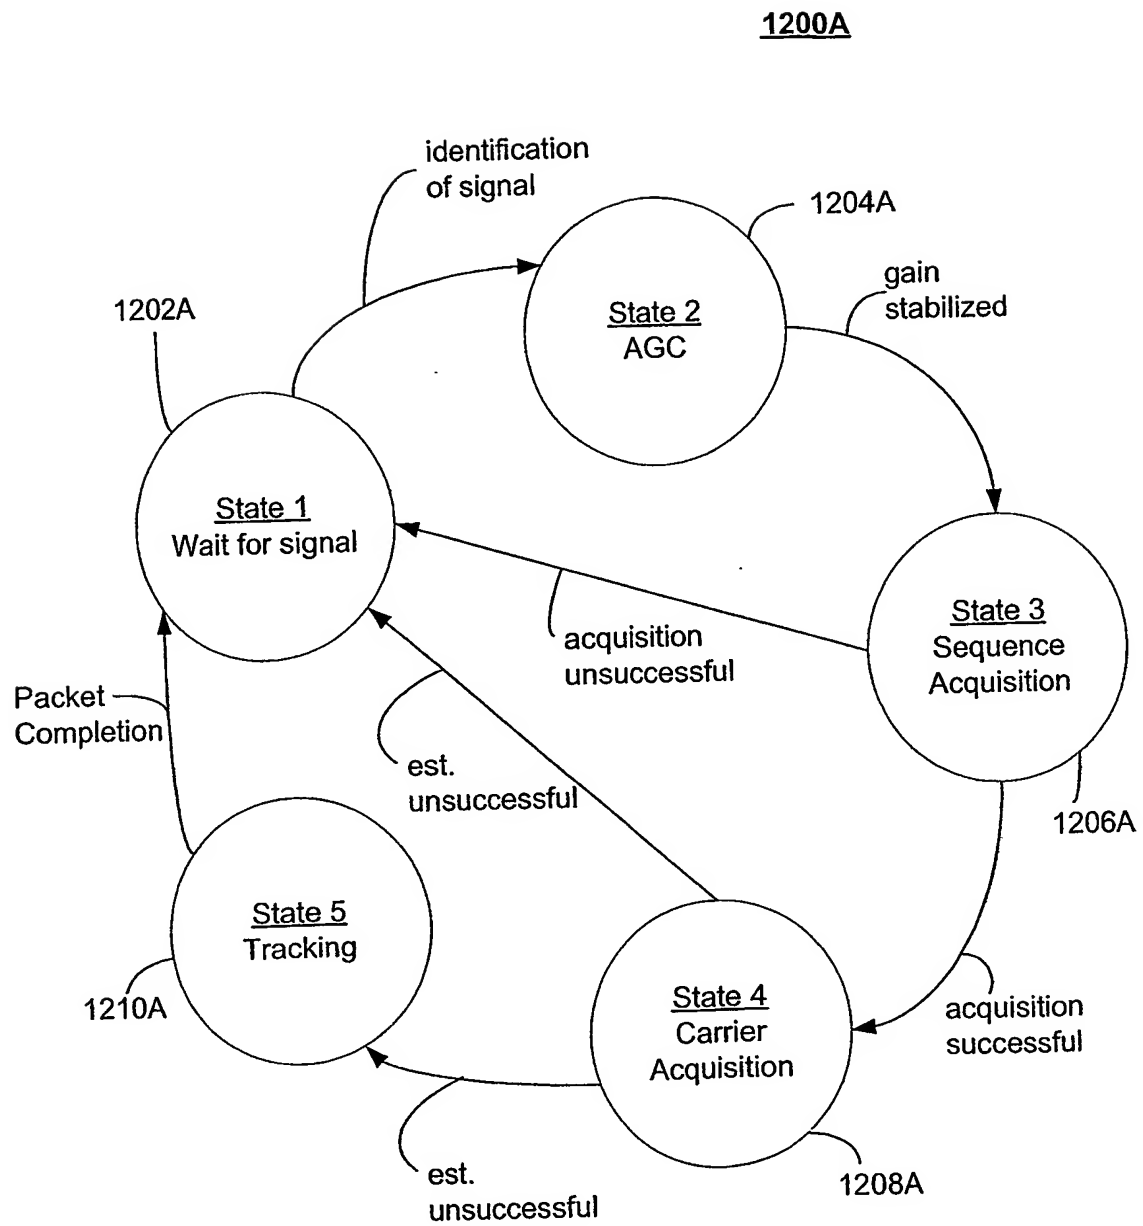 1200A
identification
of signal
1204A
gain
stabilized
1202A
State 2
AGC
State 1
Wait for signal
State 3
Sequence
Acquisition
acquisition
unsuccessful
Packet
Completion
est.
unsuccessful
1206A
State 5
Tracking
1210A
State 4
Carrier
Acquisition
acquisition
successful
est.
unsuccessful
1208A